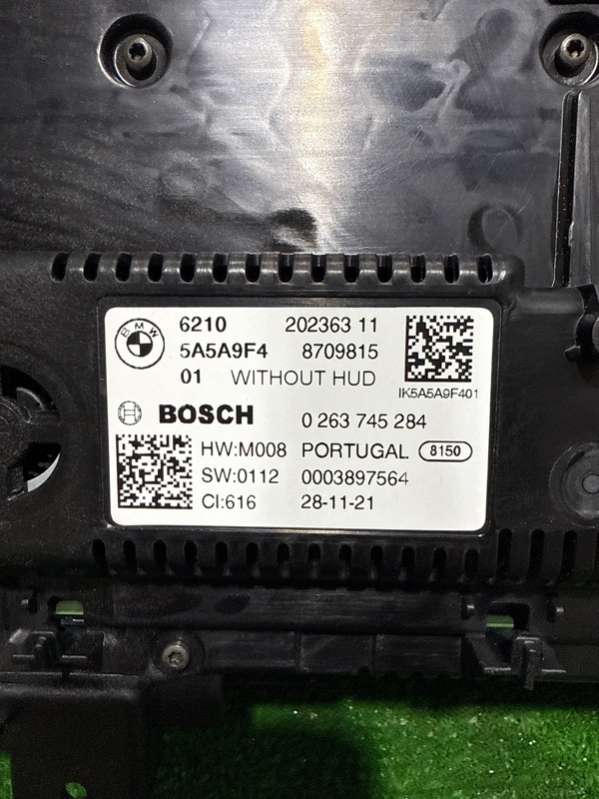 BMW
6210 202363 11
5A5A9F4 8709815
01 WITHOUT HUD
IK5A5A9F401
BOSCH 0 263 745 284
HW:M008 PORTUGAL 8150
SW:0112 0003897564
CI:616 28-11-21